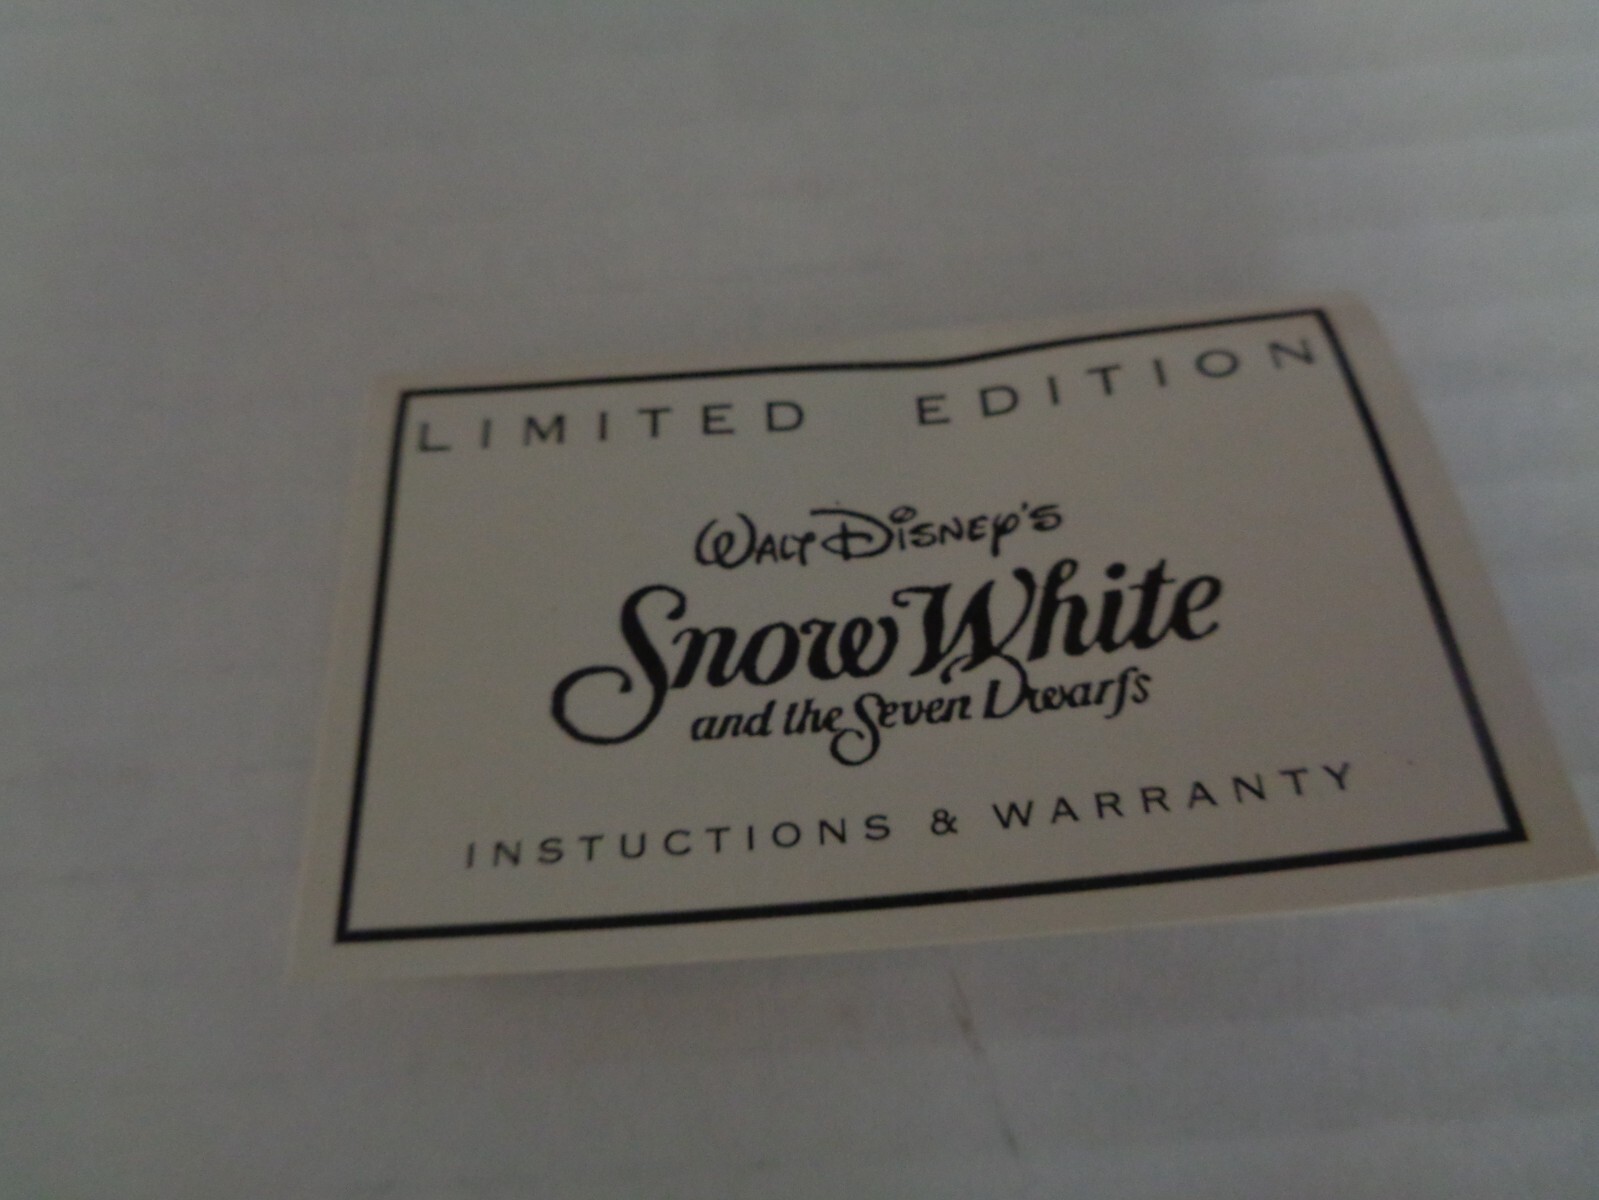 LIMITED EDITION
WALT DISNEY'S
Snow White
and the Seven Dwarfs
INSTUCTIONS & WARRANTY